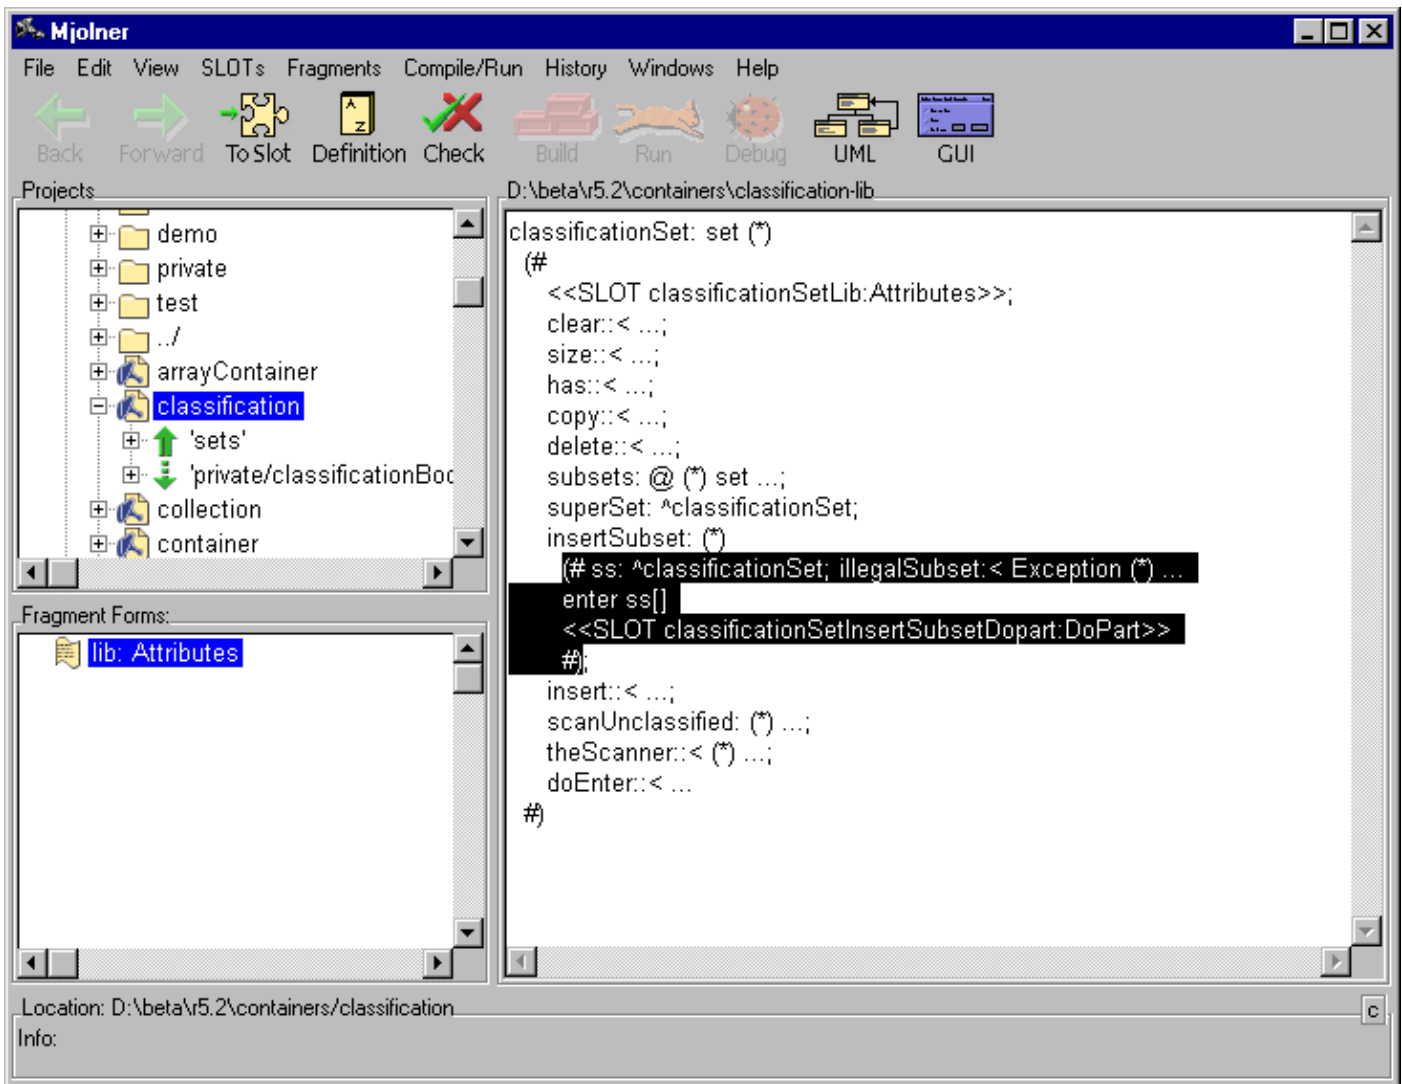 Mjolner
File Edit View SLOTs Fragments Compile/Run History Windows Help
Back Forward To Slot Definition Check Build Run Debug UML GUI
Projects
demo
private
test
../
arrayContainer
classification
'sets'
'private/classificationBoc
collection
container
Fragment Forms:
lib: Attributes
D:\beta\r5.2\containers\classification-lib
classificationSet: set (*)
(#
<<SLOT classificationSetLib:Attributes>>;
clear::< ...;
size::< ...;
has::< ...;
copy::< ...;
delete::< ...;
subsets: @ (*) set ...;
superSet: ^classificationSet;
insertSubset: (*)
(# ss: ^classificationSet; illegalSubset:< Exception (*) ...
enter ss[]
<<SLOT classificationSetInsertSubsetDopart:DoPart>>
#);
insert::< ...;
scanUnclassified: (*) ...;
theScanner::< (*) ...;
doEnter::< ...
#)
Location: D:\beta\r5.2\containers/classification
c
Info: